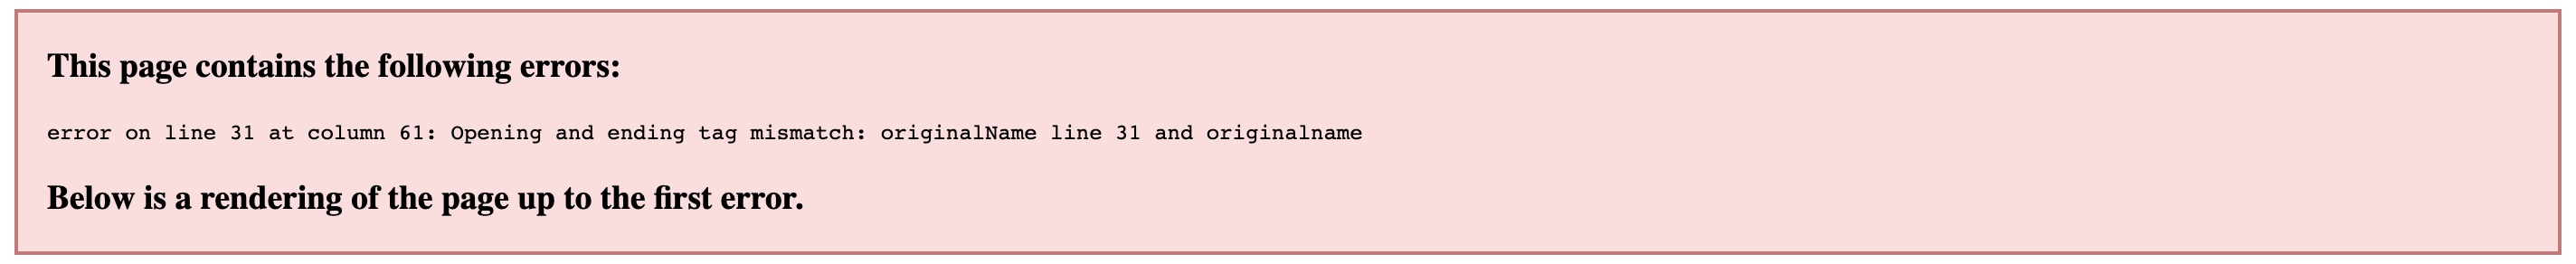 This page contains the following errors:
error on line 31 at column 61: Opening and ending tag mismatch: originalName line 31 and originalname
Below is a rendering of the page up to the first error.